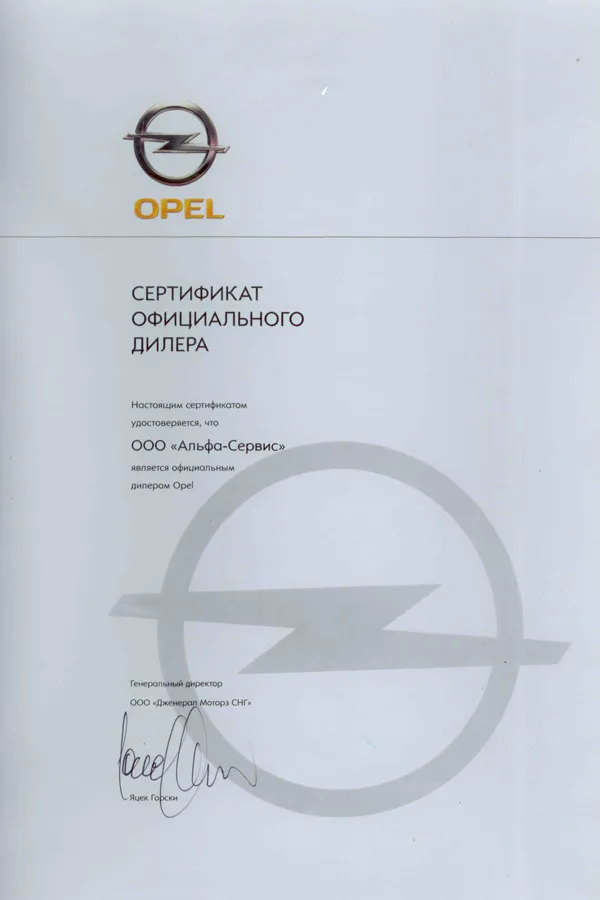 OPEL
СЕРТИФИКАТ
ОФИЦИАЛЬНОГО
ДИЛЕРА
Настоящим сертификатом
удостоверяется, что
ООО «Альфа-Сервис»
является официальным
дилером Opel
Генеральный директор
ООО «Дженерал Моторз СНГ»
Яцек Горски